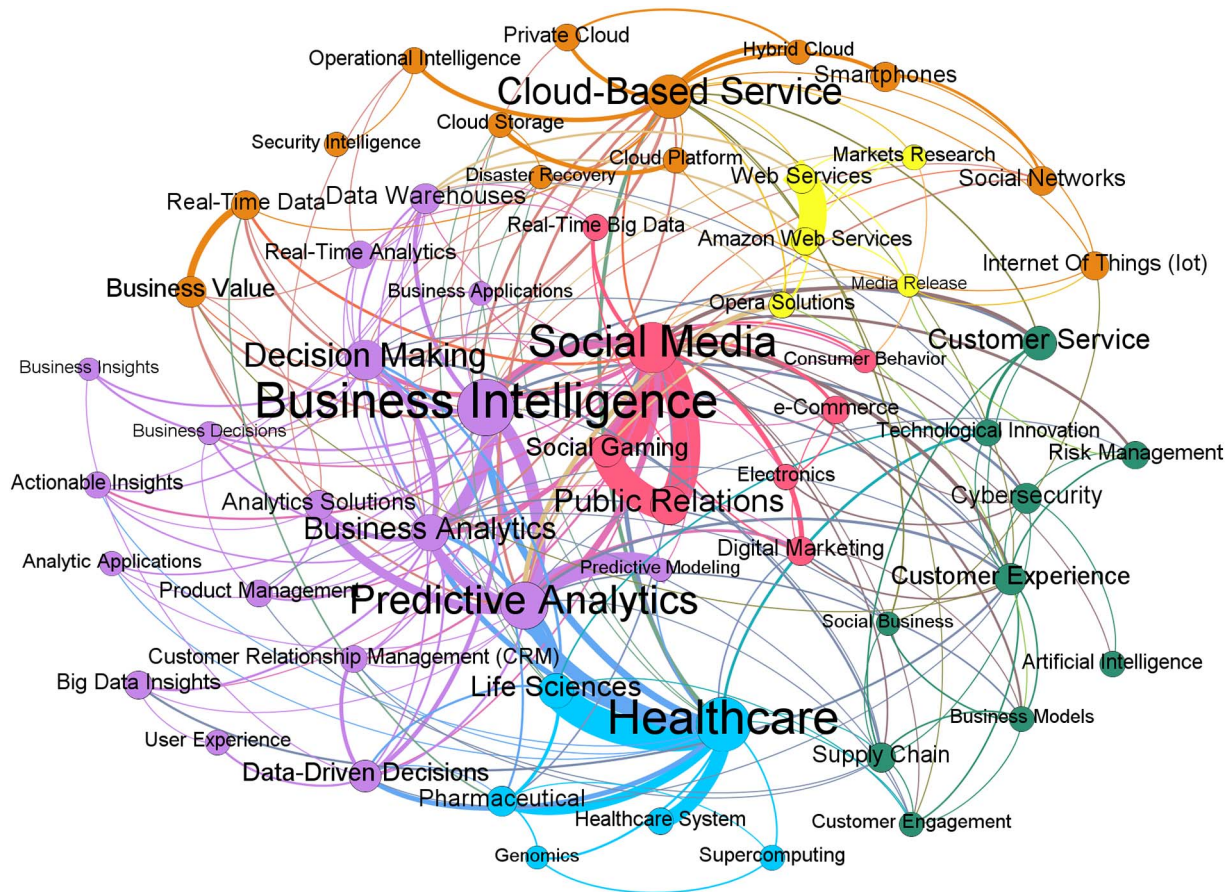 Private Cloud
Hybrid Cloud
Operational Intelligence
Smartphones
Cloud-Based Service
Cloud Storage
Security Intelligence
Markets Research
Cloud Platform
Disaster Recovery
Web Services
Social Networks
Data Warehouses
Real-Time Data
Real-Time Big Data
Amazon Web Services
Real-Time Analytics
Internet Of Things (Iot)
Media Release
Business Value
Business Applications
Opera Solutions
Customer Service
Social Media
Decision Making
Consumer Behavior
Business Insights
Business Intelligence
e-Commerce
Technological Innovation
Business Decisions
Social Gaming
Risk Management
Electronics
Actionable Insights
Cybersecurity
Analytics Solutions
Public Relations
Business Analytics
Digital Marketing
Analytic Applications
Predictive Modeling
Customer Experience
Product Management
Predictive Analytics
Social Business
Customer Relationship Management (CRM)
Artificial Intelligence
Big Data Insights
Life Sciences
Healthcare
Business Models
User Experience
Supply Chain
Data-Driven Decisions
Pharmaceutical
Healthcare System
Customer Engagement
Genomics
Supercomputing